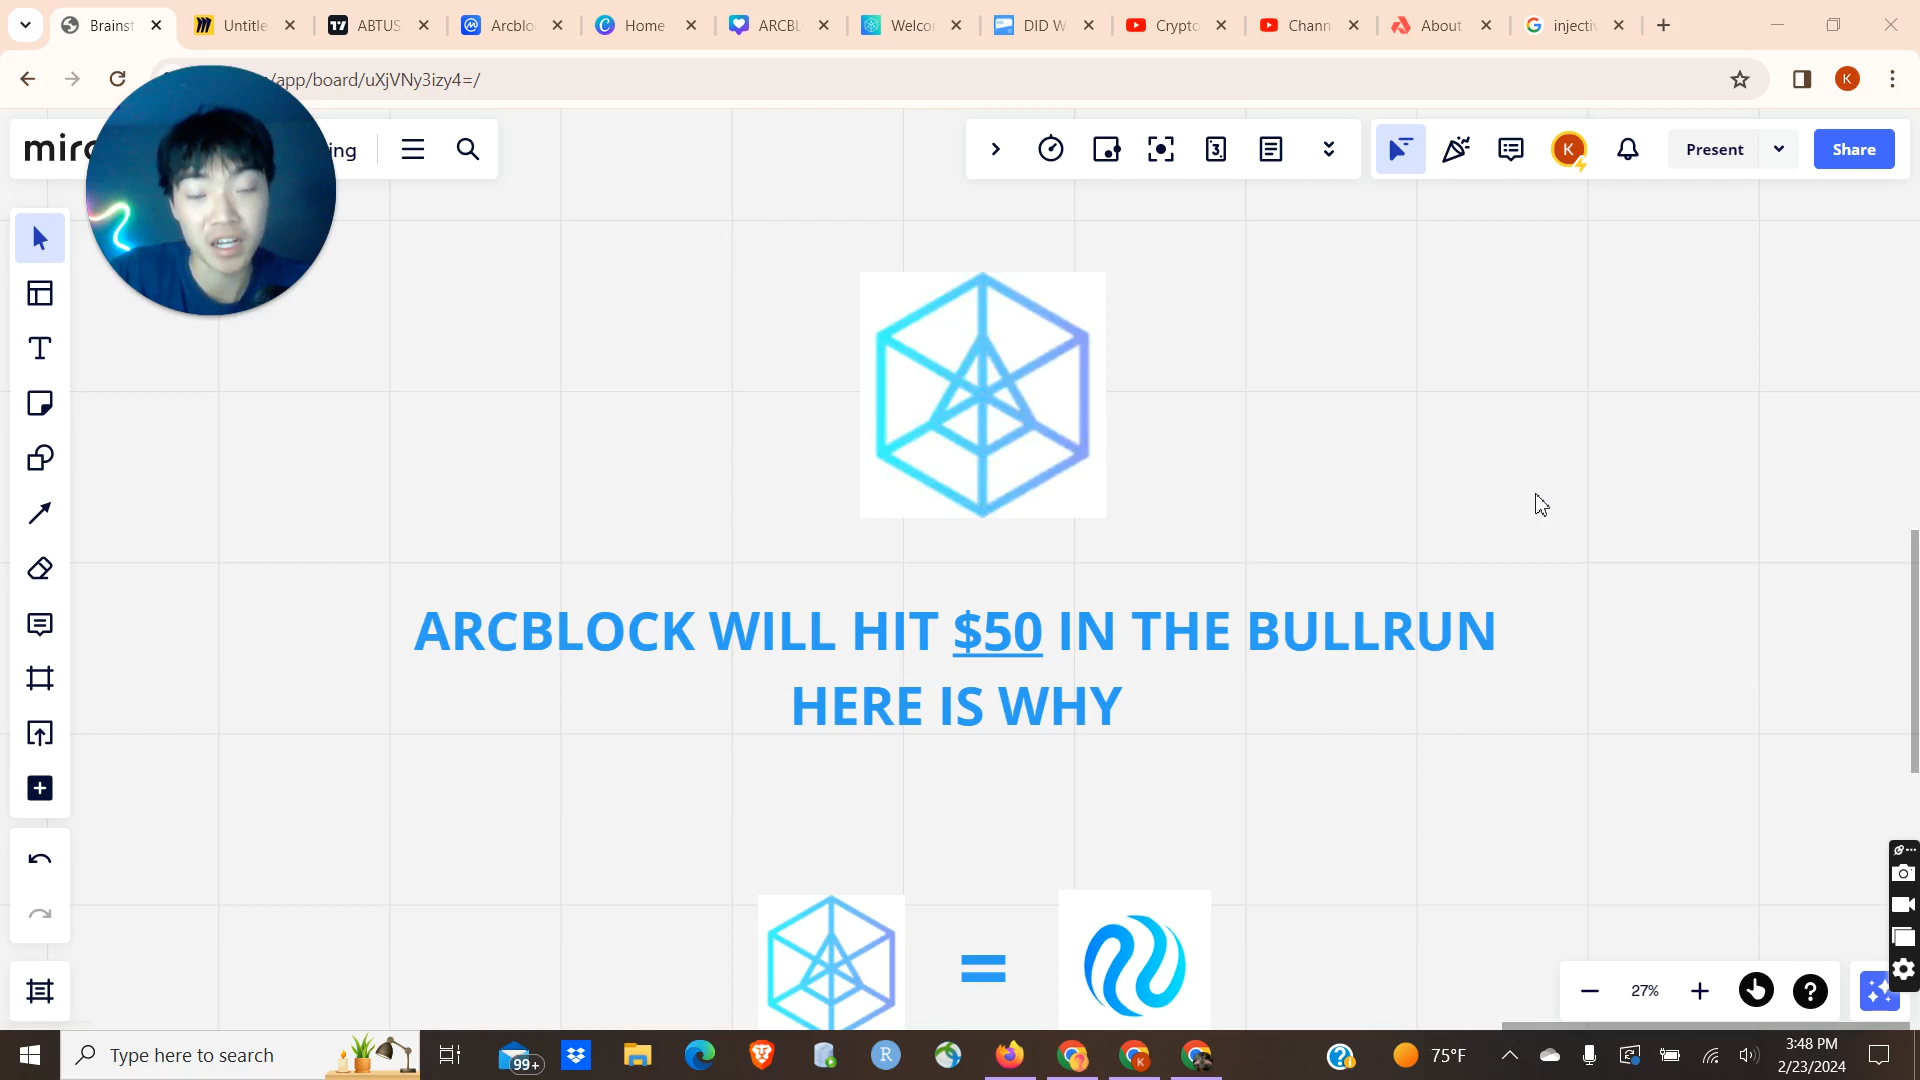 Brainst
Untitle
ABTUS
Arcblo
Home
ARCBL
Welco
DID W
Crypto
Chann
About
injecti
/app/board/uXjVNy3izy4=/
K
miro
ing
3
K
Present
Share
ARCBLOCK WILL HIT $50 IN THE BULLRUN
HERE IS WHY
=
27%
?
Type here to search
99+
R
K
75°F
3:48 PM
2/23/2024